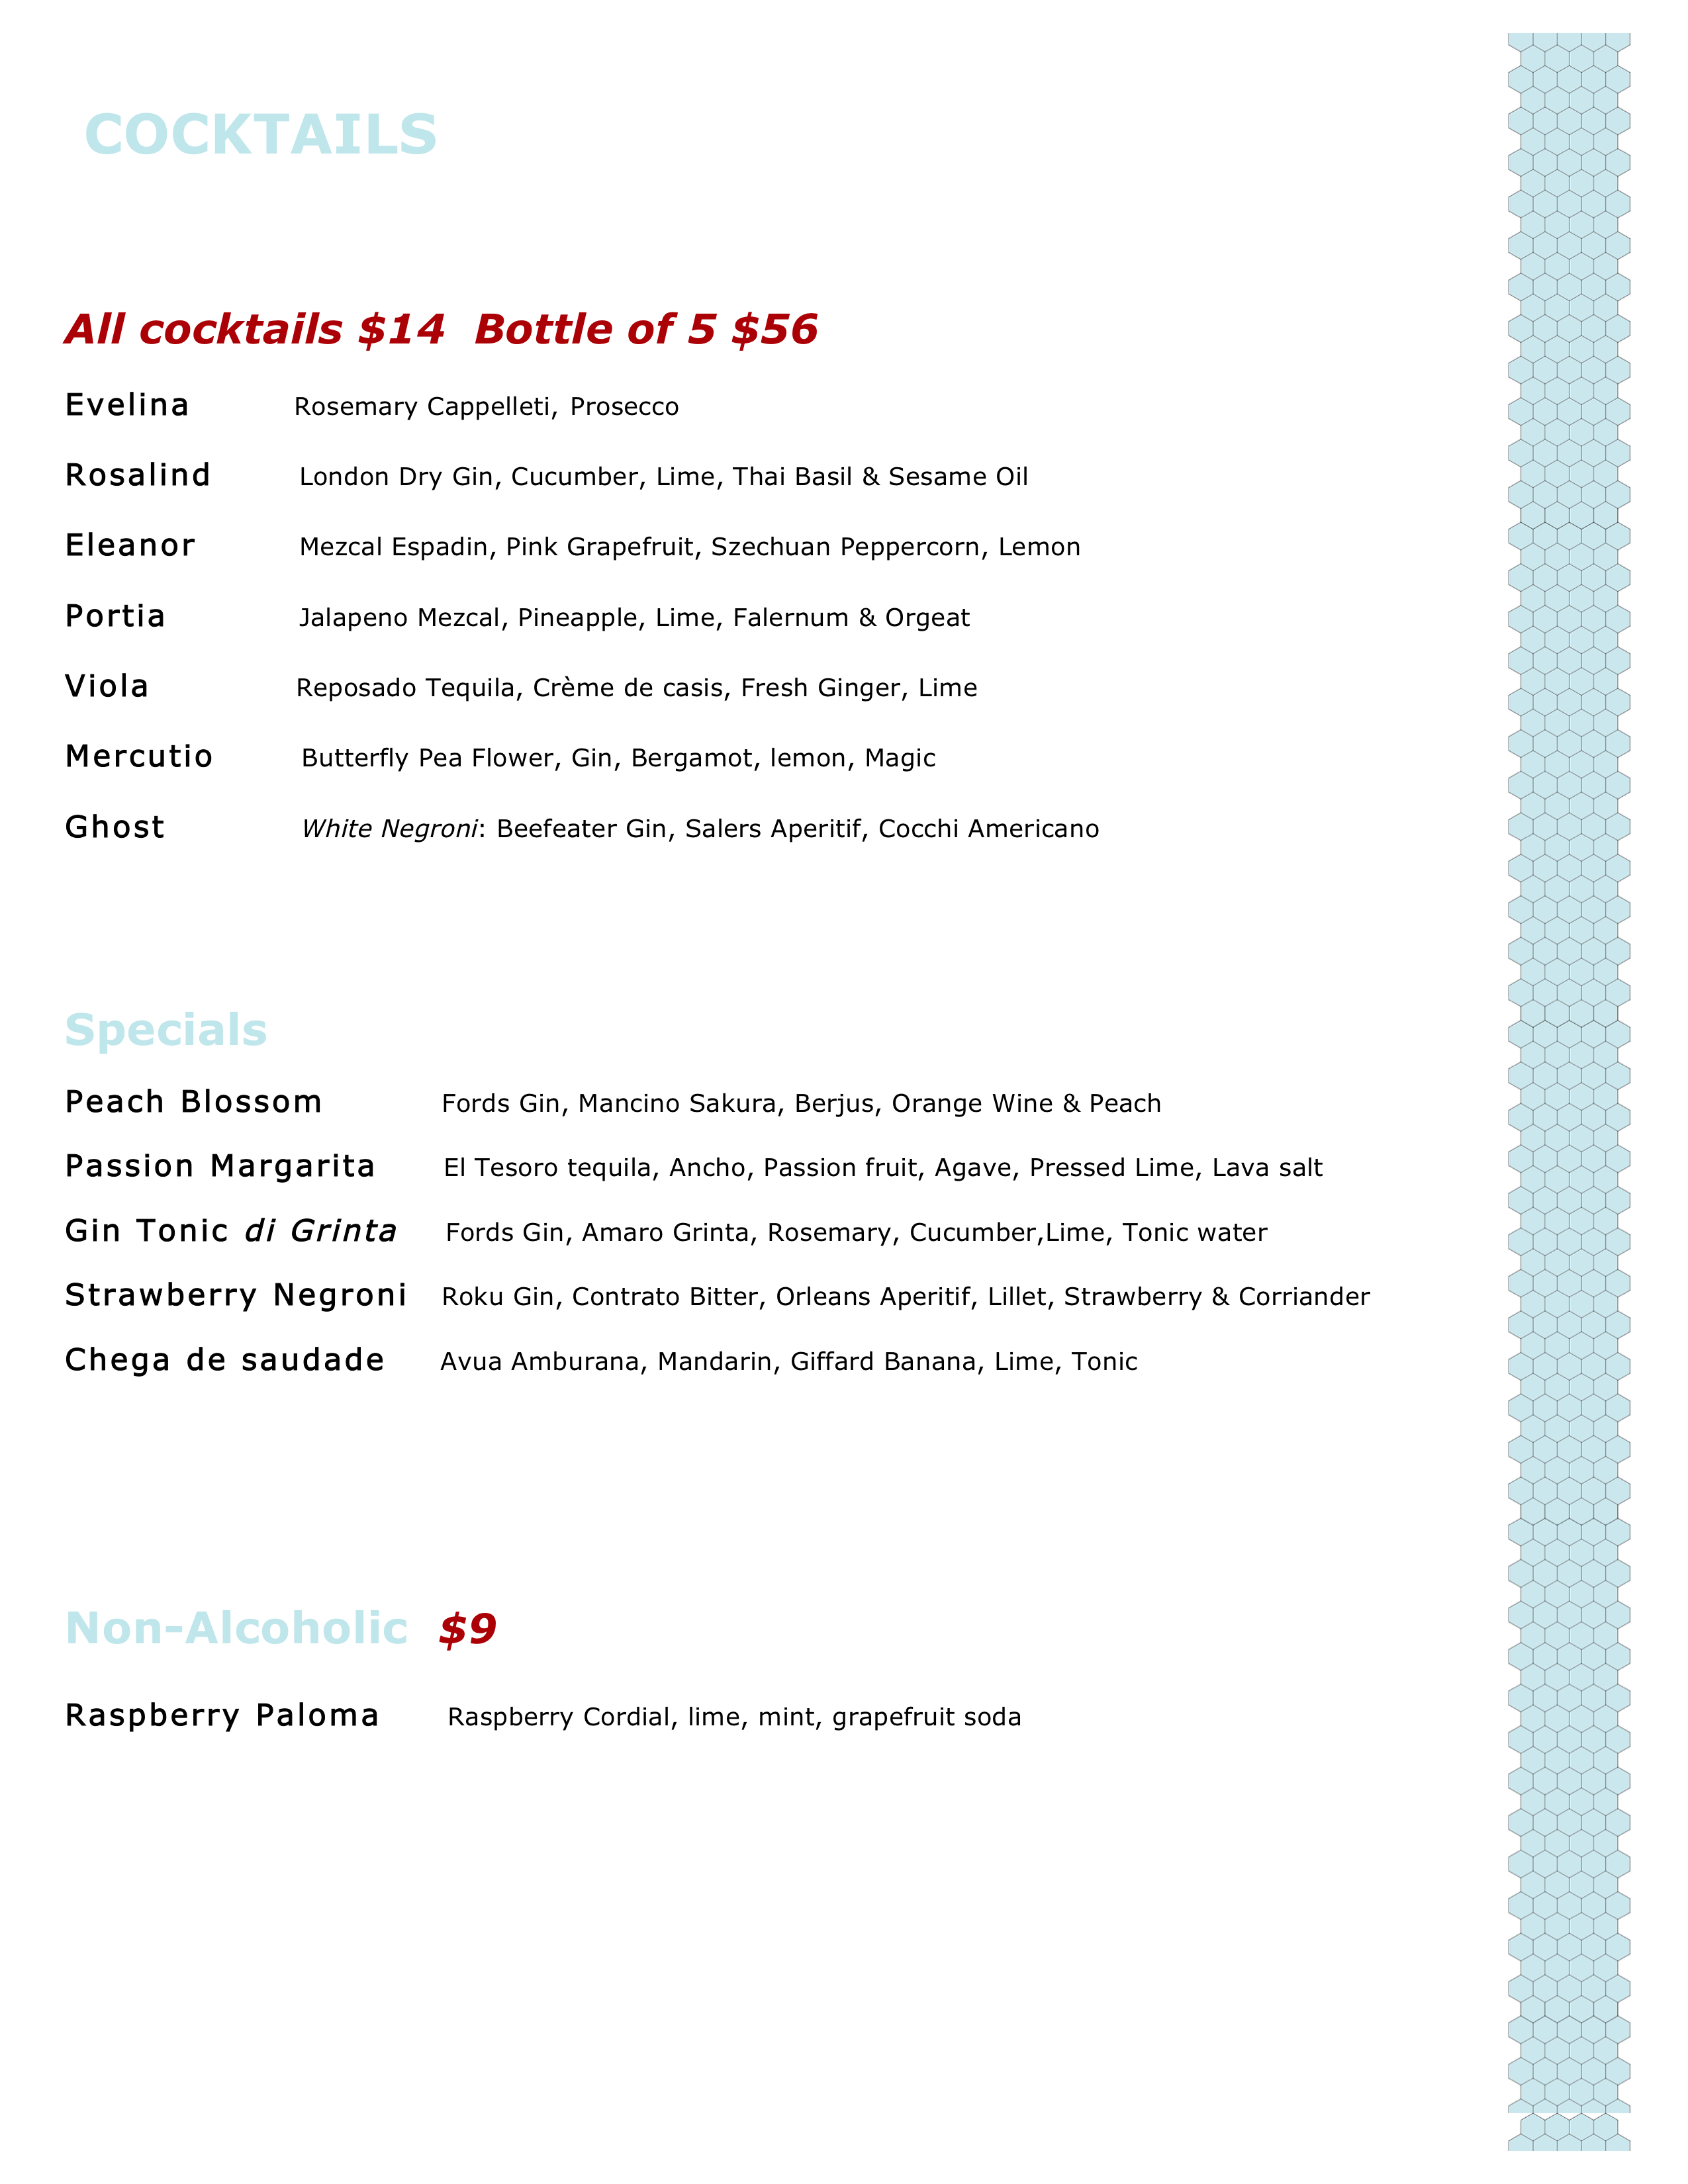 COCKTAILS
All cocktails $14 Bottle of 5 $56
Evelina Rosemary Cappelleti, Prosecco
Rosalind London Dry Gin, Cucumber, Lime, Thai Basil & Sesame Oil
Eleanor Mezcal Espadin, Pink Grapefruit, Szechuan Peppercorn, Lemon
Portia Jalapeno Mezcal, Pineapple, Lime, Falernum & Orgeat
Viola Reposado Tequila, Crème de casis, Fresh Ginger, Lime
Mercutio Butterfly Pea Flower, Gin, Bergamot, lemon, Magic
Ghost White Negroni: Beefeater Gin, Salers Aperitif, Cocchi Americano
Specials
Peach Blossom Fords Gin, Mancino Sakura, Berjus, Orange Wine & Peach
Passion Margarita El Tesoro tequila, Ancho, Passion fruit, Agave, Pressed Lime, Lava salt
Gin Tonic di Grinta Fords Gin, Amaro Grinta, Rosemary, Cucumber,Lime, Tonic water
Strawberry Negroni Roku Gin, Contrato Bitter, Orleans Aperitif, Lillet, Strawberry & Corriander
Chega de saudade Avua Amburana, Mandarin, Giffard Banana, Lime, Tonic
Non-Alcoholic $9
Raspberry Paloma Raspberry Cordial, lime, mint, grapefruit soda